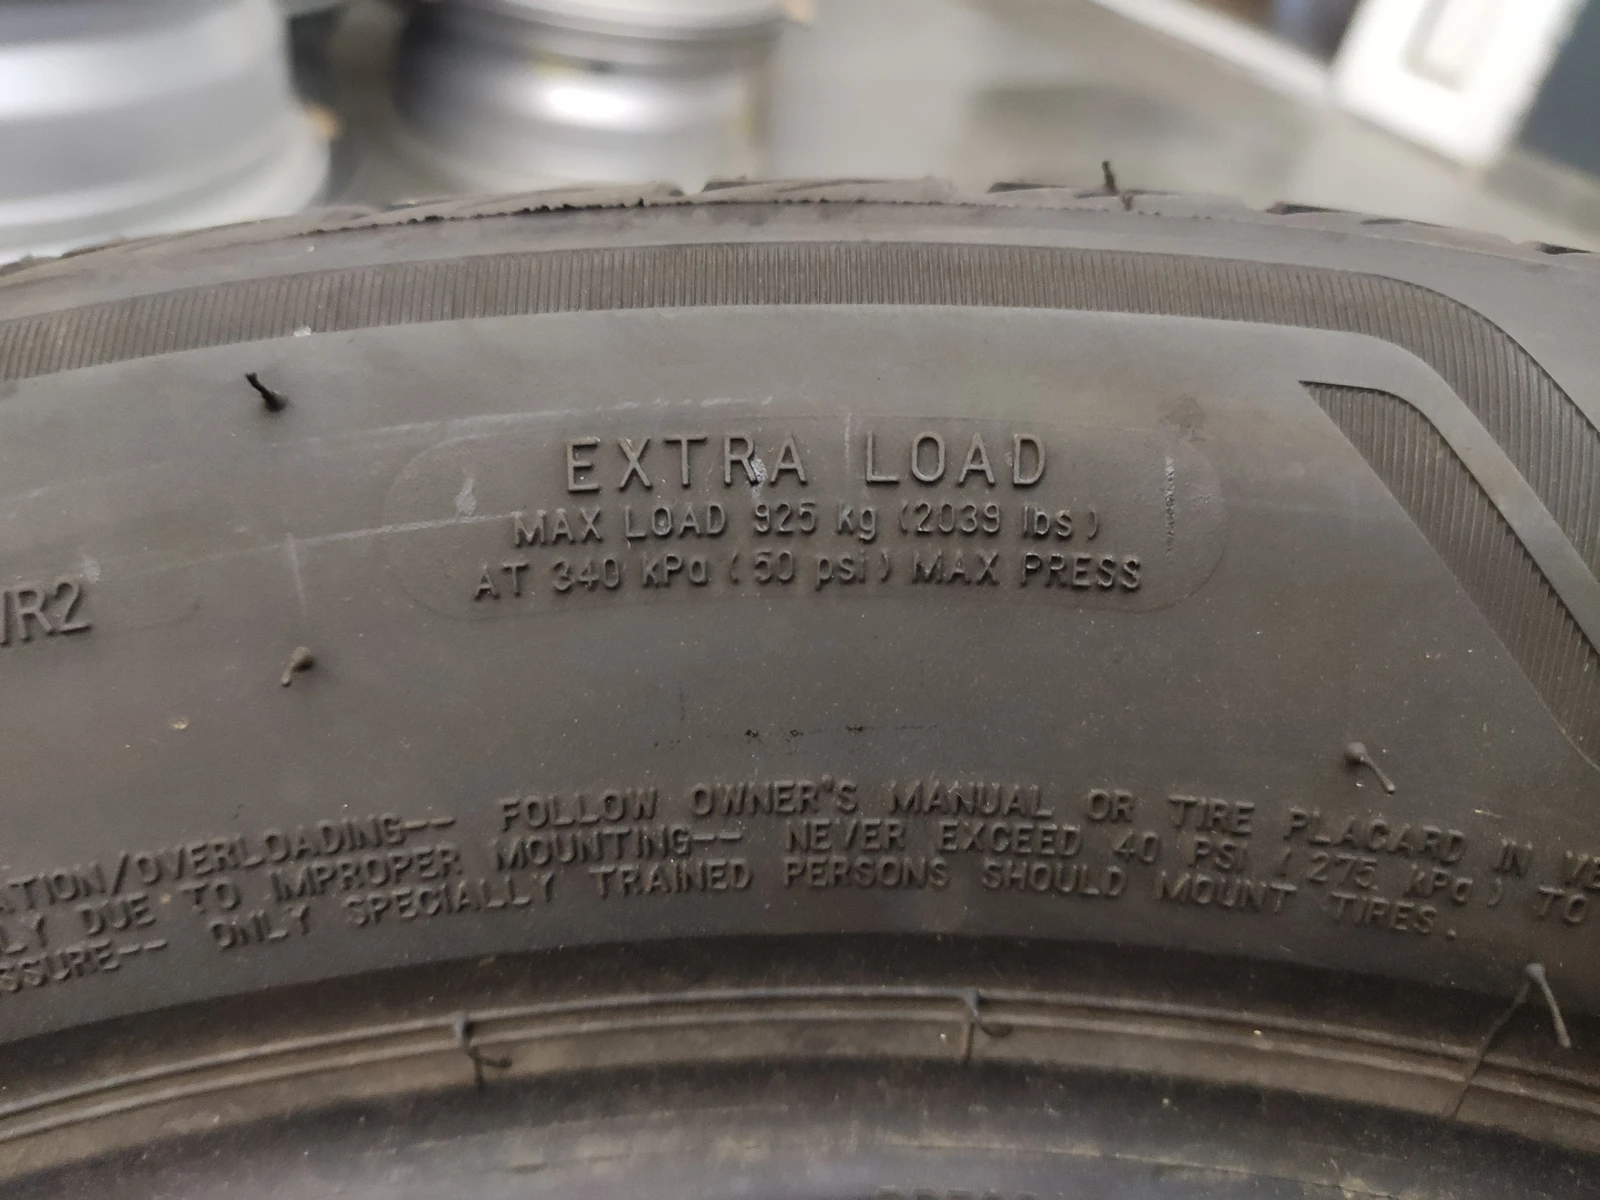 EXTRA LOAD
MAX LOAD 925 kg (2039 lbs)
AT 340 kPa (50 psi) MAX PRESS
/R2
ATION/OVERLOADING-- FOLLOW OWNER'S MANUAL OR TIRE PLACARD IN VE
LY DUE TO IMPROPER MOUNTING-- NEVER EXCEED 40 PSI (275 kPa) TO
SSURE-- ONLY SPECIALLY TRAINED PERSONS SHOULD MOUNT TIRES.